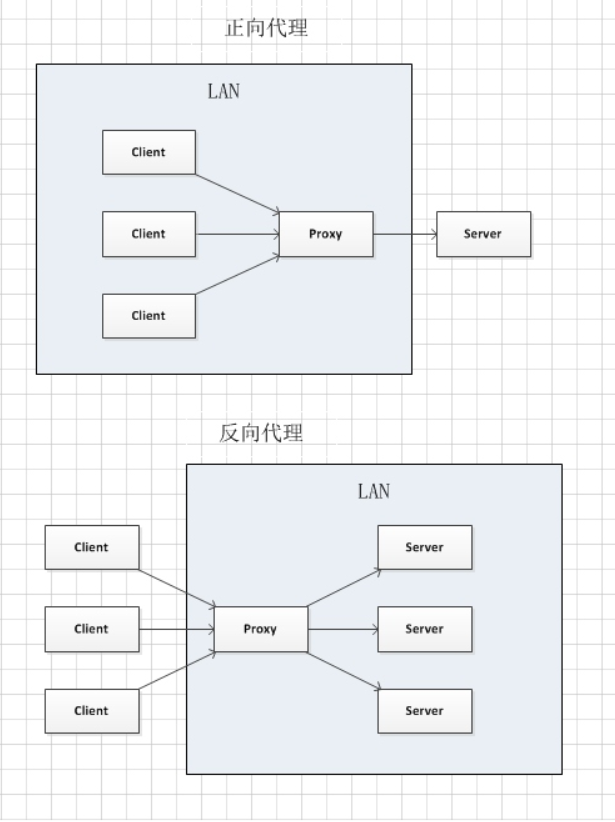 正向代理
LAN
Client
Client
Proxy
Server
Client
反向代理
LAN
Client
Server
Client
Proxy
Server
Client
Server